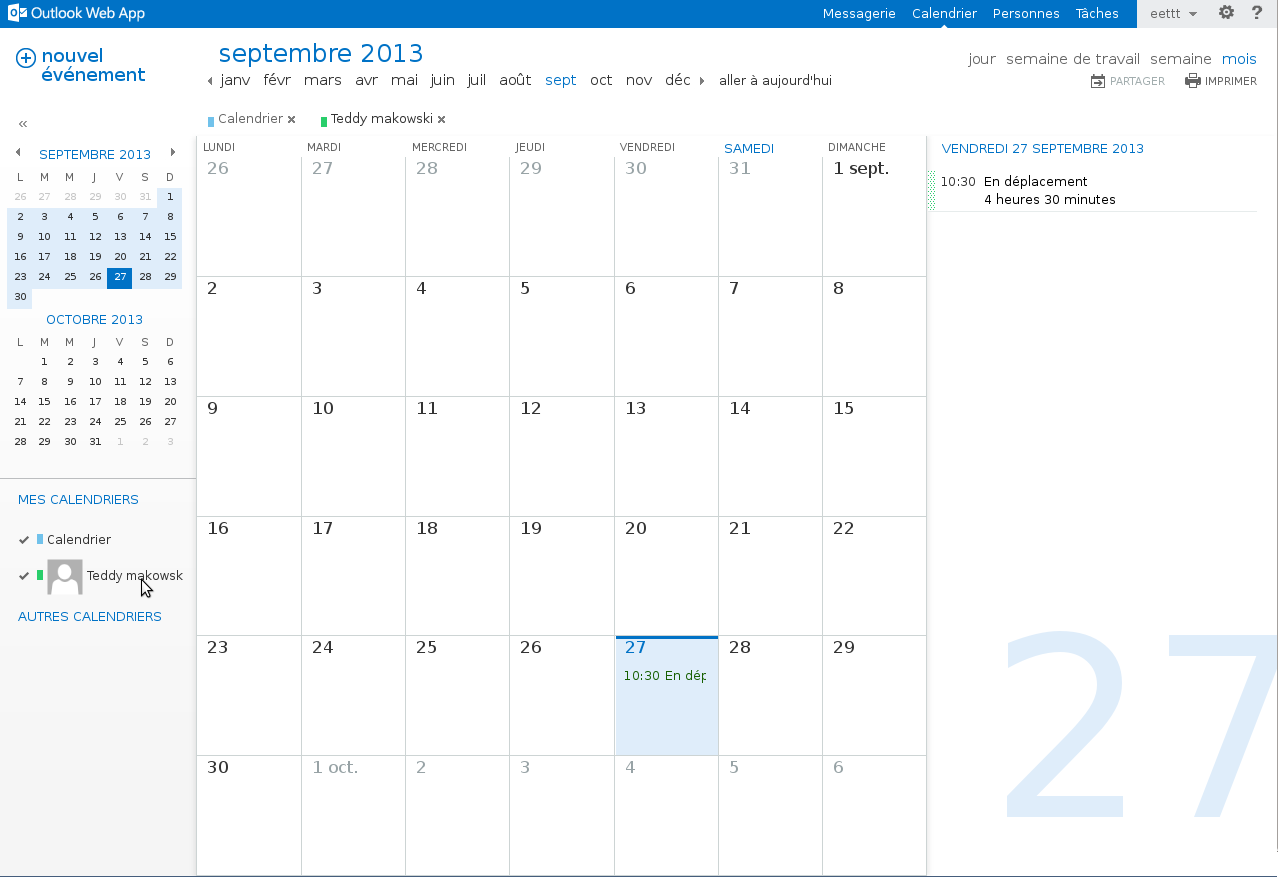 Outlook Web App
Messagerie Calendrier Personnes Tâches eettt ?
nouvel
événement
septembre 2013
janv févr mars avr mai juin juil août sept oct nov déc aller à aujourd'hui
jour semaine de travail semaine mois
PARTAGER IMPRIMER
«
Calendrier × Teddy makowski ×
SEPTEMBRE 2013
L M M J V S D
26 27 28 29 30 31 1
2 3 4 5 6 7 8
9 10 11 12 13 14 15
16 17 18 19 20 21 22
23 24 25 26 27 28 29
30
OCTOBRE 2013
L M M J V S D
1 2 3 4 5 6
7 8 9 10 11 12 13
14 15 16 17 18 19 20
21 22 23 24 25 26 27
28 29 30 31 1 2 3
MES CALENDRIERS
Calendrier
Teddy makowsk
AUTRES CALENDRIERS
LUNDI MARDI MERCREDI JEUDI VENDREDI SAMEDI DIMANCHE
26 27 28 29 30 31 1 sept.
2 3 4 5 6 7 8
9 10 11 12 13 14 15
16 17 18 19 20 21 22
23 24 25 26 27 28 29
10:30 En dép
30 1 oct. 2 3 4 5 6
VENDREDI 27 SEPTEMBRE 2013
10:30 En déplacement
4 heures 30 minutes
27